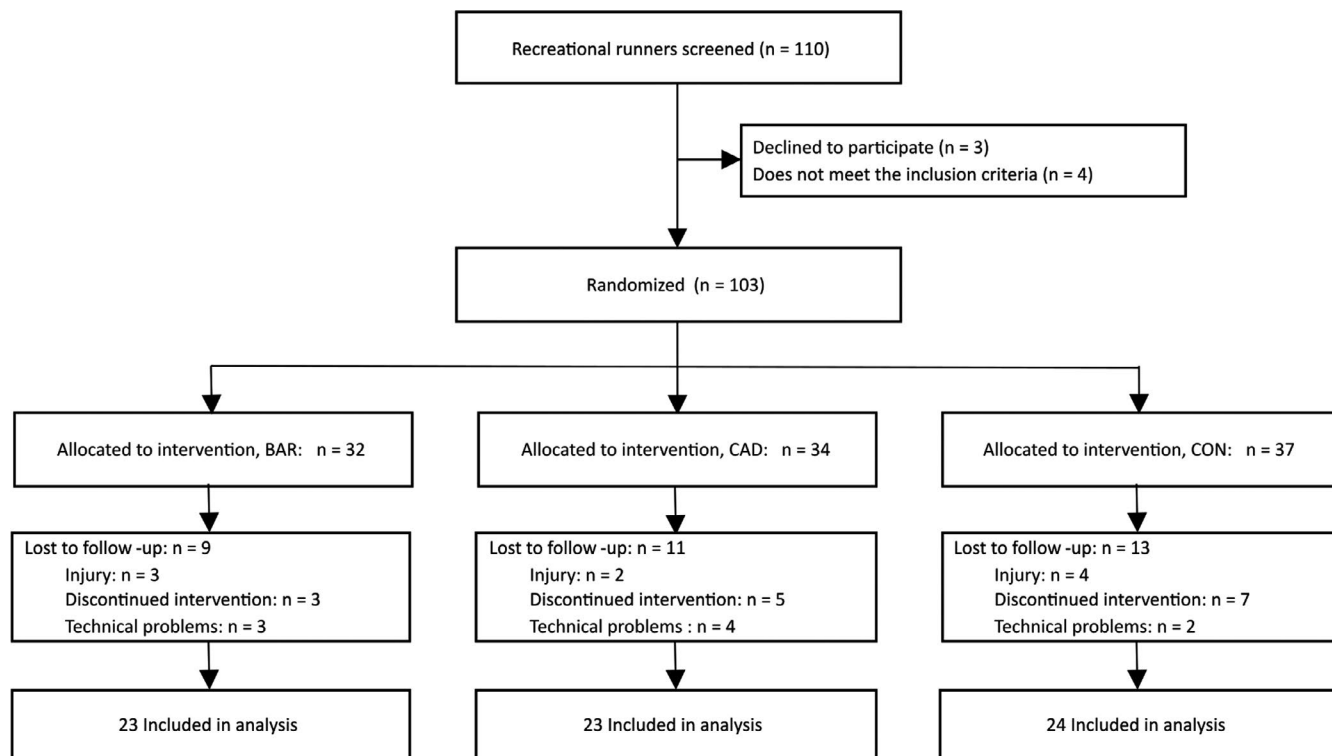 Recreational runners screened (n = 110)
Declined to participate (n = 3)
Does not meet the inclusion criteria (n = 4)
Randomized (n = 103)
Allocated to intervention, BAR: n = 32
Allocated to intervention, CAD: n = 34
Allocated to intervention, CON: n = 37
Lost to follow -up: n = 9
Injury: n = 3
Discontinued intervention: n = 3
Technical problems: n = 3
Lost to follow -up: n = 11
Injury: n = 2
Discontinued intervention: n = 5
Technical problems : n = 4
Lost to follow -up: n = 13
Injury: n = 4
Discontinued intervention: n = 7
Technical problems: n = 2
23 Included in analysis
23 Included in analysis
24 Included in analysis